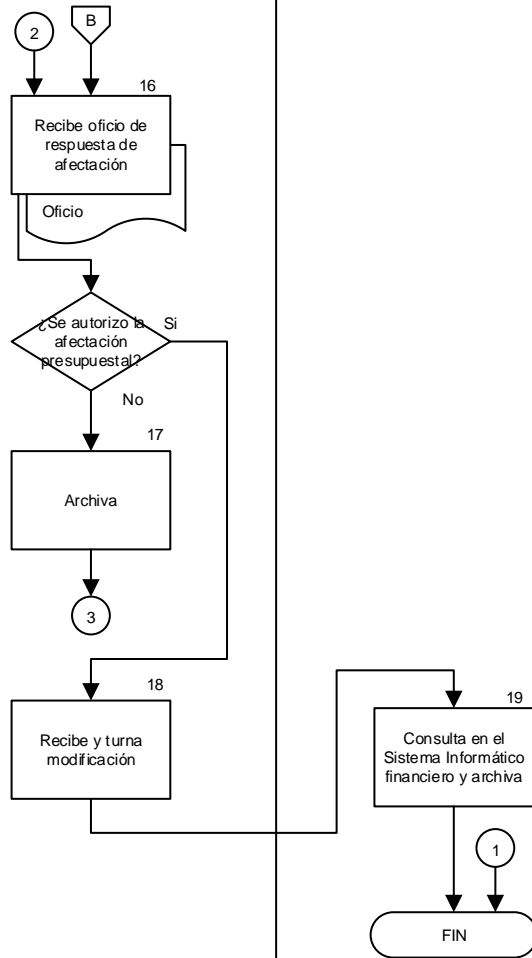 2
B
16
Recibe oficio de
respuesta de
afectación
Oficio
¿Se autorizo la
afectación
presupuestal?
Si
No
17
Archiva
3
18
Recibe y turna
modificación
19
Consulta en el
Sistema Informático
financiero y archiva
1
FIN